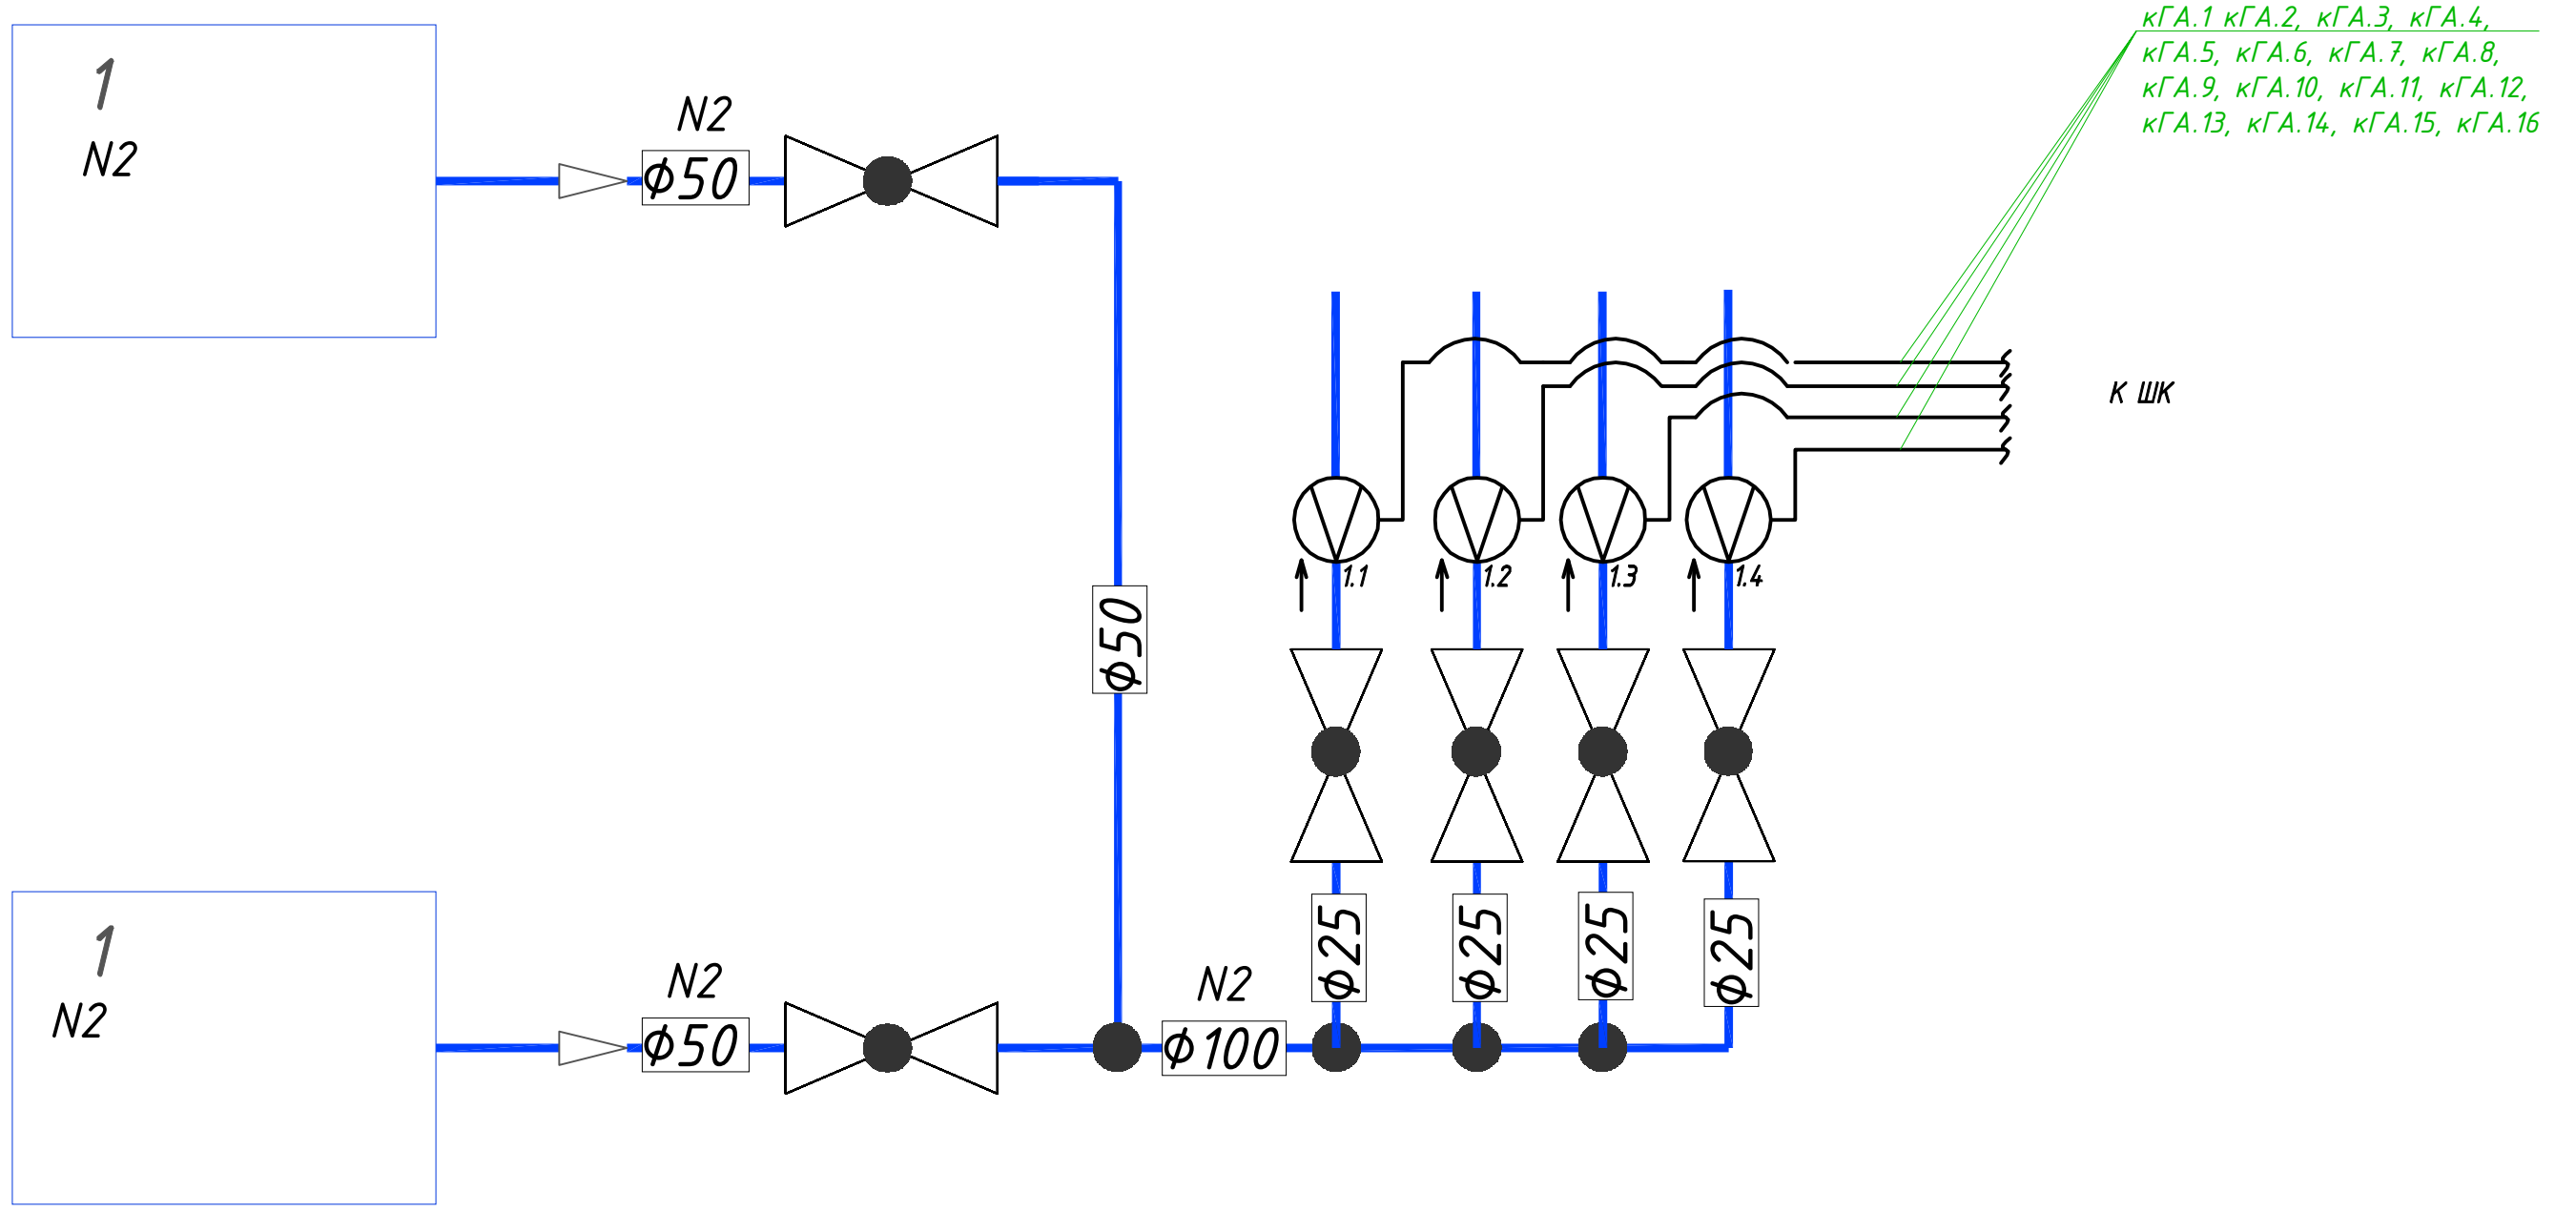 кГА.1 кГА.2, кГА.3, кГА.4,
кГА.5, кГА.6, кГА.7, кГА.8,
кГА.9, кГА.10, кГА.11, кГА.12,
кГА.13, кГА.14, кГА.15, кГА.16
1
N2
N2
ϕ50
К ШК
ϕ50
1.1
1.2
1.3
1.4
ϕ25
ϕ25
ϕ25
ϕ25
1
N2
N2
ϕ50
N2
ϕ100